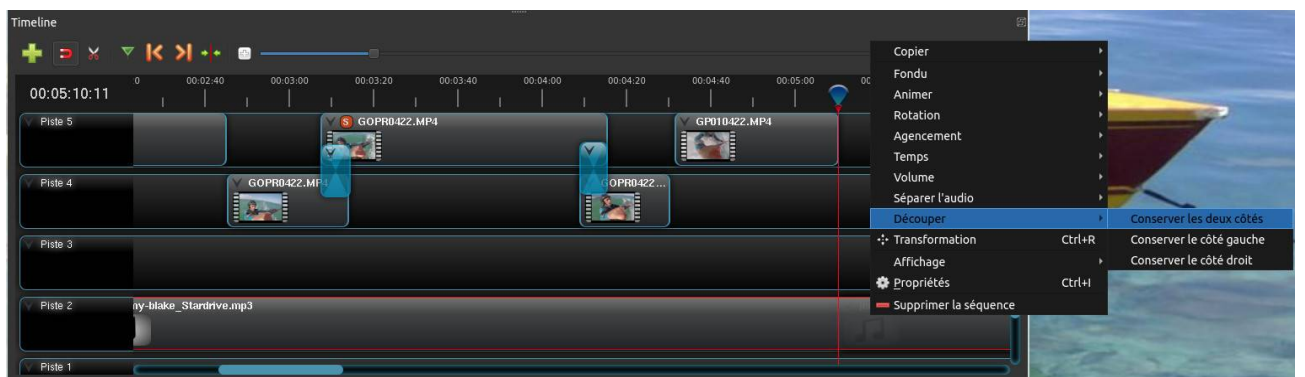 Timeline
00:05:10:11
0 00:02:40 00:03:00 00:03:20 00:03:40 00:04:00 00:04:20 00:04:40 00:05:00 00
Piste 5
S GOPR0422.MP4
GP010422.MP4
Piste 4
GOPR0422.MP4
GOPR0422...
Piste 3
Piste 2
ny-blake_Stardrive.mp3
Piste 1
Copier
Fondu
Animer
Rotation
Agencement
Temps
Volume
Séparer l'audio
Découper
Transformation Ctrl+R
Affichage
Propriétés Ctrl+I
Supprimer la séquence
Conserver les deux côtés
Conserver le côté gauche
Conserver le côté droit